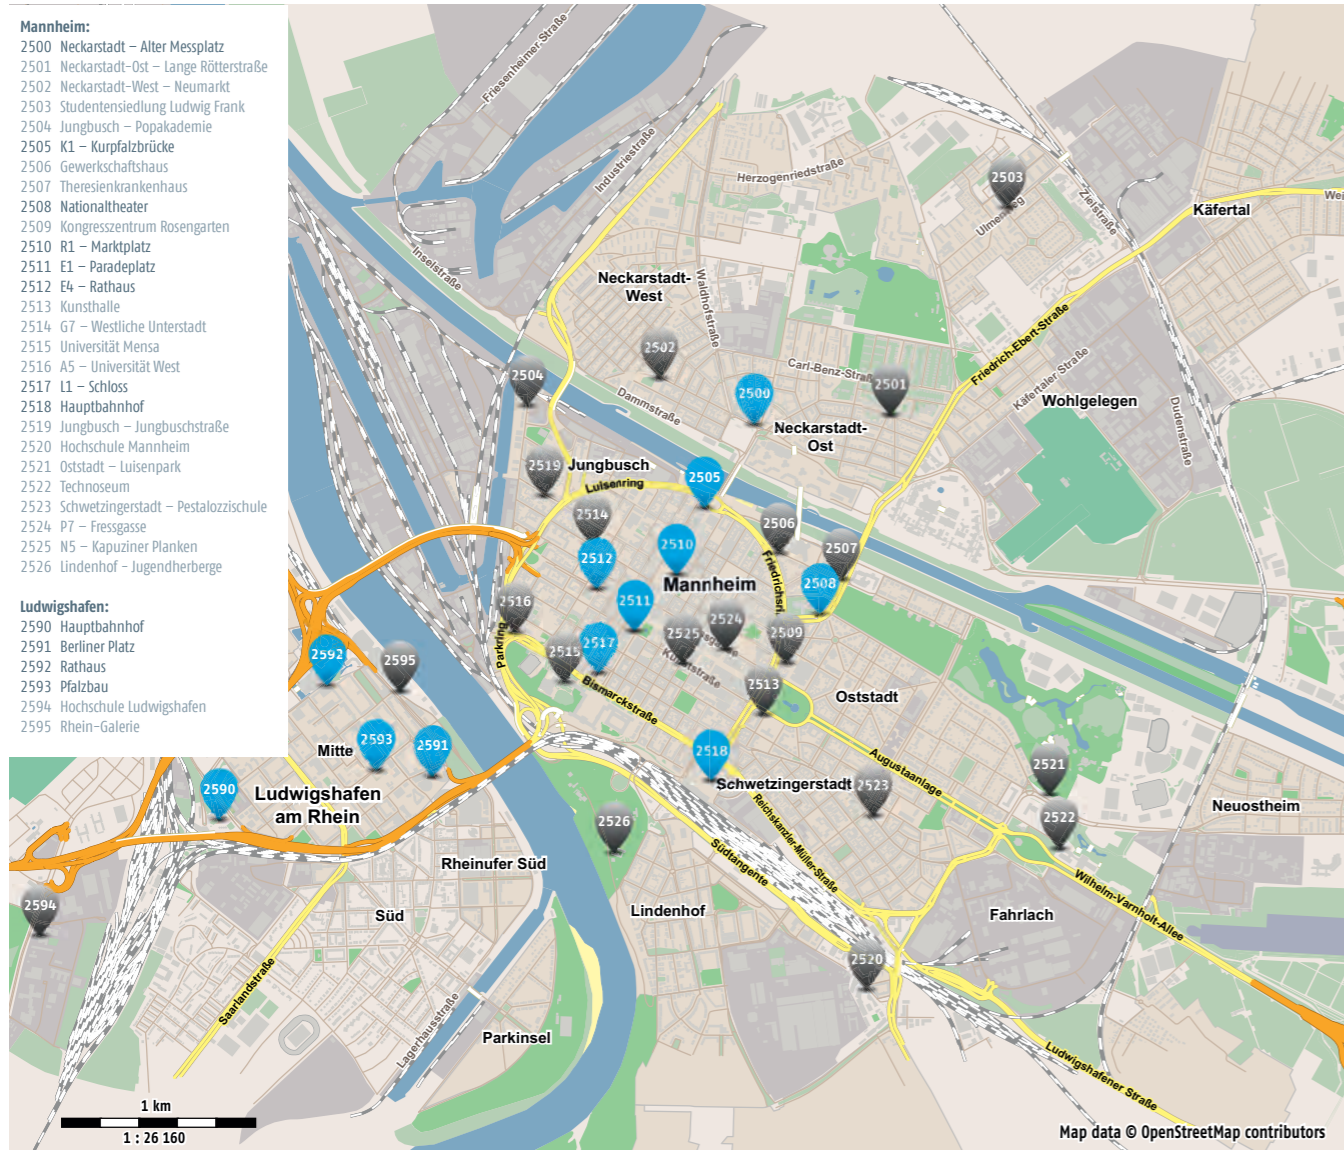 Mannheim:
2500 Neckarstadt – Alter Messplatz
2501 Neckarstadt-Ost – Lange Rötterstraße
2502 Neckarstadt-West – Neumarkt
2503 Studentensiedlung Ludwig Frank
2504 Jungbusch – Popakademie
2505 K1 – Kurpfalzbrücke
2506 Gewerkschaftshaus
2507 Theresienkrankenhaus
2508 Nationaltheater
2509 Kongresszentrum Rosengarten
2510 R1 – Marktplatz
2511 E1 – Paradeplatz
2512 E4 – Rathaus
2513 Kunsthalle
2514 G7 – Westliche Unterstadt
2515 Universität Mensa
2516 A5 – Universität West
2517 L1 – Schloss
2518 Hauptbahnhof
2519 Jungbusch – Jungbuschstraße
2520 Hochschule Mannheim
2521 Oststadt – Luisenpark
2522 Technoseum
2523 Schwetzingerstadt – Pestalozzischule
2524 P7 – Fressgasse
2525 N5 – Kapuziner Planken
2526 Lindenhof – Jugendherberge
Ludwigshafen:
2590 Hauptbahnhof
2591 Berliner Platz
2592 Rathaus
2593 Pfalzbau
2594 Hochschule Ludwigshafen
2595 Rhein-Galerie
Friesenheimer Straße
Industriestraße
Inselstraße
Herzogenriedstraße
2503
Ulmenweg
Zielstraße
Käfertal
Wei
Neckarstadt-
West
Waldhofstraße
2502
2504
Dammstraße
2500
Carl-Benz-Straß
2501
Friedrich-Ebert-Straße
Käfertaler Straße
Wohlgelegen
Dudenstraße
Neckarstadt-
Ost
2519
Jungbusch
Luisenring
2505
2514
2506
2512
2510
2507
Mannheim
Friedrichsri
2508
2516
2511
2524
2525
2509
Kunststraße
2515
2517
Parkring
Bismarckstraße
2513
Oststadt
2592
2595
2593
2591
Mitte
2518
Schwetzingerstadt
2523
Augustaanlage
2521
2522
Neuostheim
2590
Ludwigshafen
am Rhein
2526
Rheinufer Süd
Südtangente
Reichskanzler-Müller-Straße
Wilhelm-Varnholt-Allee
2594
Süd
Lindenhof
Fahrlach
2520
Saarlandstraße
Lagerhausstraße
Parkinsel
Ludwigshafener Straße
1 km
1 : 26 160
Map data © OpenStreetMap contributors